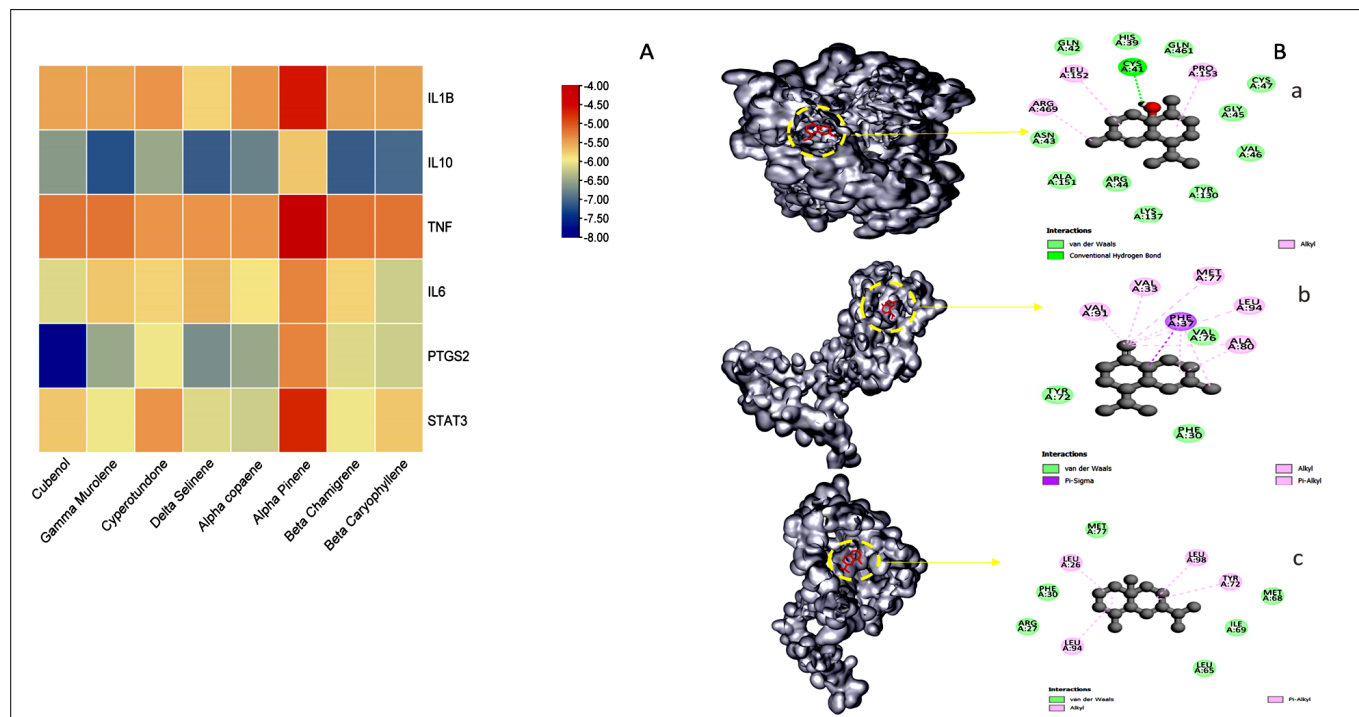 A
B
IL1B
IL10
TNF
IL6
PTGS2
STAT3
Cubenol
Gamma Murolene
Cyperotundone
Delta Selinene
Alpha copaene
Alpha Pinene
Beta Chamigrene
Beta Caryophyllene
-4.00
-5.00
-5.50
-6.00
-6.50
-7.00
-7.50
-8.00
a
GLN
A:42
HIS
A:39
GLN
A:461
CYS
A:41
LEU
A:152
PRO
A:153
CYS
A:47
ARG
A:469
GLY
A:45
ASN
A:43
VAL
A:46
ALA
A:151
ARG
A:44
TYR
A:130
LYS
A:137
Interactions
van der Waals
Conventional Hydrogen Bond
Alkyl
b
MET
A:77
VAL
A:33
VAL
A:91
LEU
A:94
PHE
A:37
VAL
A:76
ALA
A:80
TYR
A:72
PHE
A:30
Interactions
van der Waals
Pi-Sigma
Alkyl
Pi-Alkyl
c
MET
A:77
LEU
A:26
LEU
A:98
TYR
A:72
PHE
A:30
MET
A:68
ARG
A:27
ILE
A:69
LEU
A:94
LEU
A:65
Interactions
van der Waals
Alkyl
Pi-Alkyl